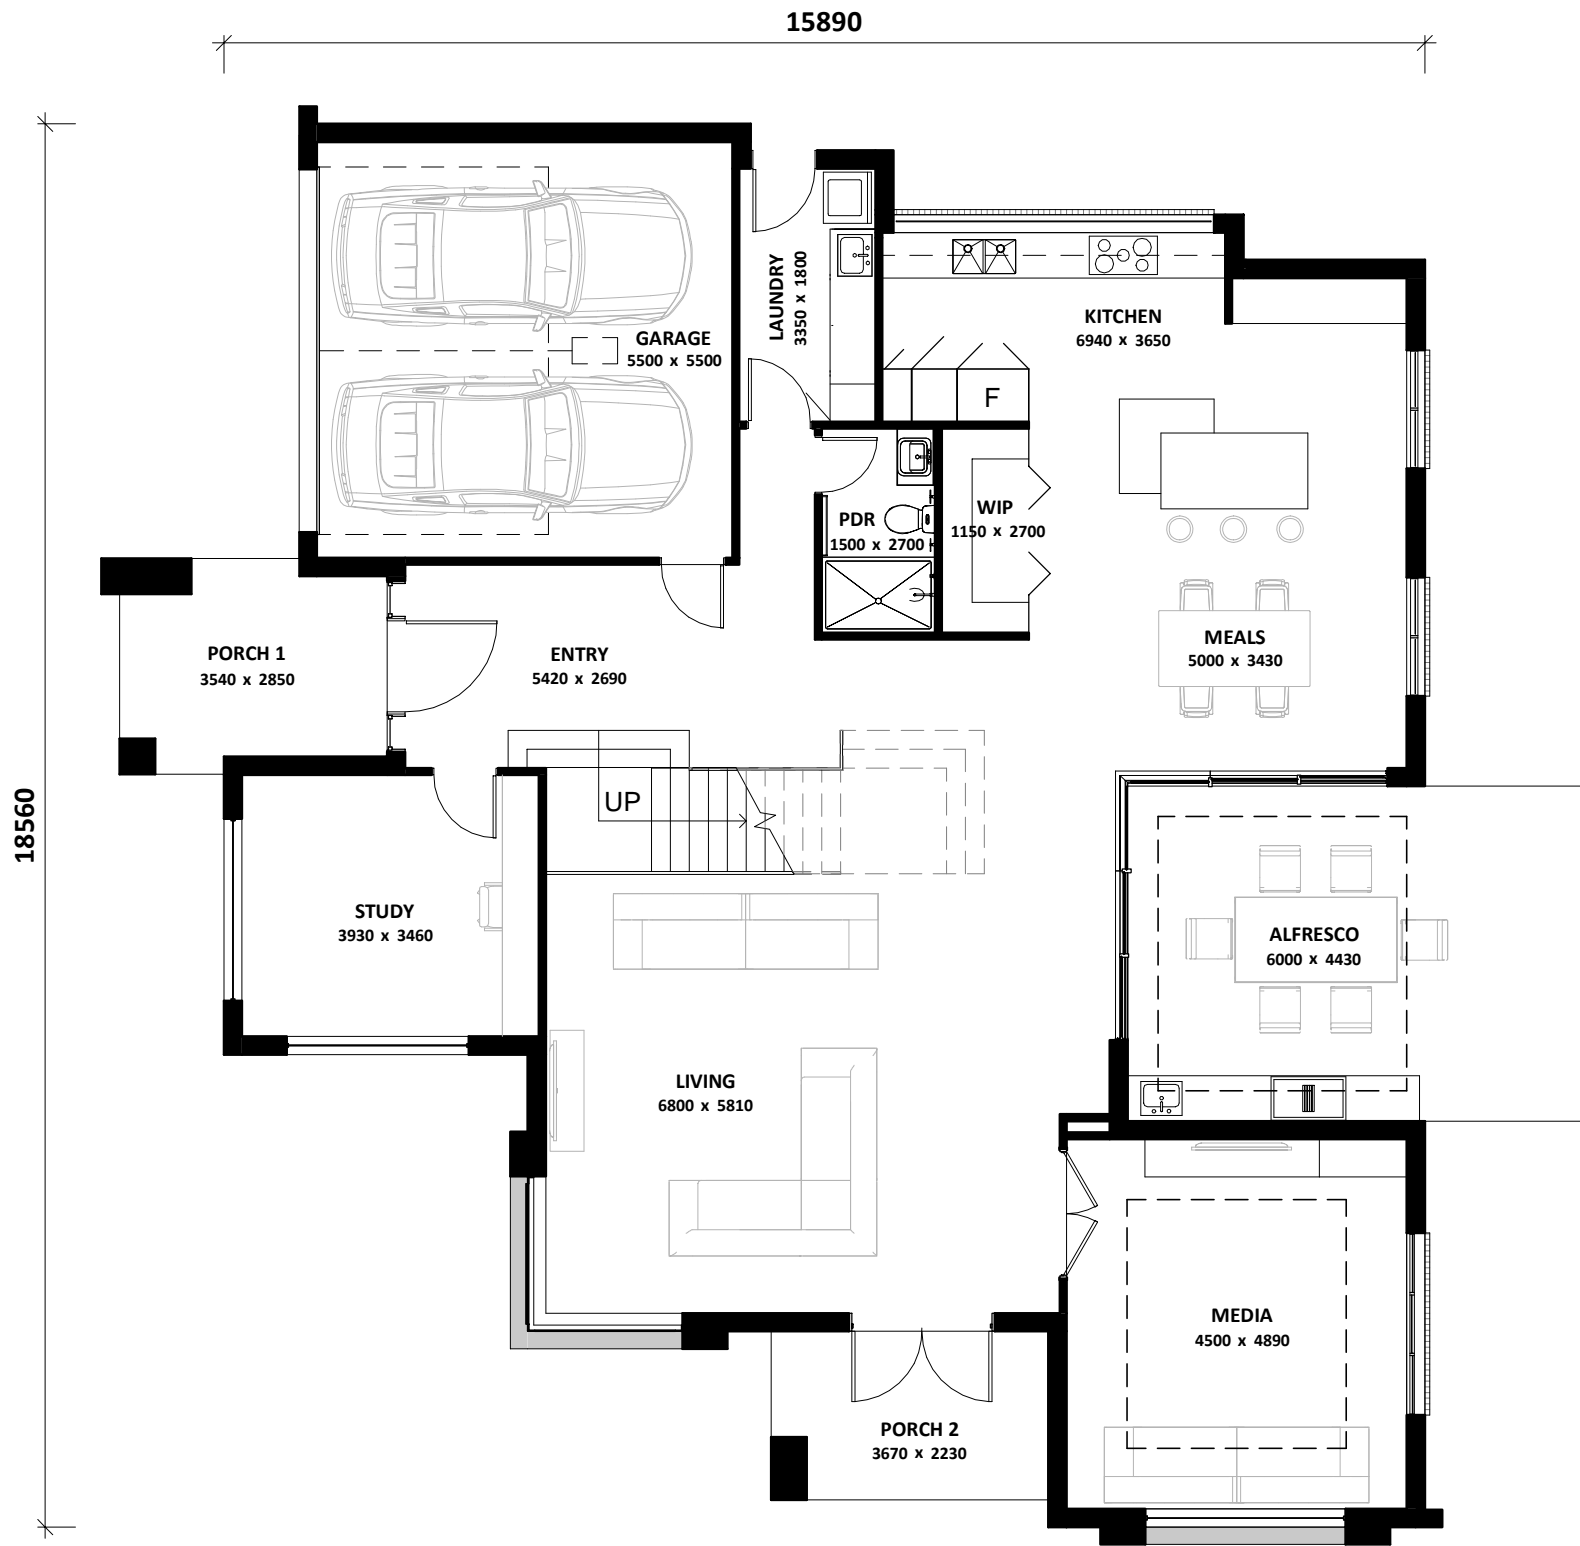 15890
18560
GARAGE
5500 x 5500
LAUNDRY
3350 x 1800
KITCHEN
6940 x 3650
F
PDR
1500 x 2700
WIP
1150 x 2700
PORCH 1
3540 x 2850
ENTRY
5420 x 2690
MEALS
5000 x 3430
UP
STUDY
3930 x 3460
ALFRESCO
6000 x 4430
LIVING
6800 x 5810
MEDIA
4500 x 4890
PORCH 2
3670 x 2230